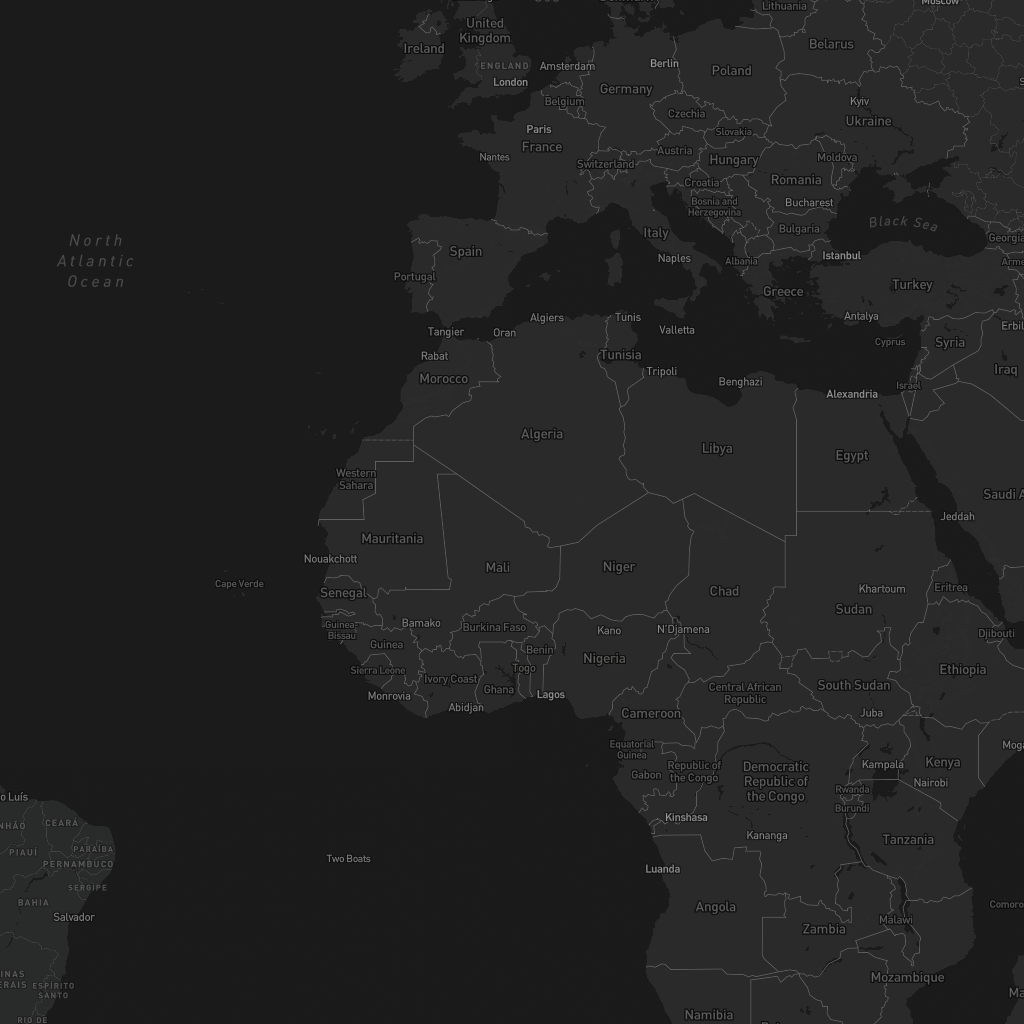 Lithuania
Moscow
United
Kingdom
Ireland
Belarus
ENGLAND
Amsterdam
Berlin
Poland
London
Germany
Belgium
Kyiv
Czechia
Ukraine
Paris
Slovakia
France
Austria
Nantes
Switzerland
Hungary
Moldova
Croatia
Romania
Bosnia and
Herzegovina
Bucharest
Black Sea
Bulgaria
Italy
Georgia
North
Atlantic
Ocean
Spain
Naples
Albania
Istanbul
Arme
Portugal
Greece
Turkey
Algiers
Tunis
Antalya
Tangier
Oran
Valletta
Erbil
Cyprus
Syria
Rabat
Tunisia
Tripoli
Iraq
Morocco
Benghazi
Israel
Alexandria
Algeria
Libya
Egypt
Western
Sahara
Saudi A
Jeddah
Mauritania
Nouakchott
Mali
Niger
Cape Verde
Senegal
Chad
Khartoum
Eritrea
Sudan
Guinea-
Bissau
Bamako
Burkina Faso
Kano
N'Djamena
Djibouti
Guinea
Benin
Nigeria
Sierra Leone
Togo
Ethiopia
Ivory Coast
Ghana
Central African
Republic
South Sudan
Monrovia
Lagos
Abidjan
Cameroon
Juba
Equatorial
Guinea
Moga
Gabon
Republic of
the Congo
Democratic
Republic of
the Congo
Kampala
Kenya
Nairobi
Rwanda
Burundi
o Luís
NHÃO
CEARÁ
Kinshasa
Kananga
Tanzania
PIAUÍ
PARAÍBA
PERNAMBUCO
Two Boats
Luanda
SERGIPE
BAHIA
Salvador
Angola
Comoro
Malawi
Zambia
INAS
ERAIS
ESPÍRITO
SANTO
Mozambique
Ma
RIO DE
Namibia